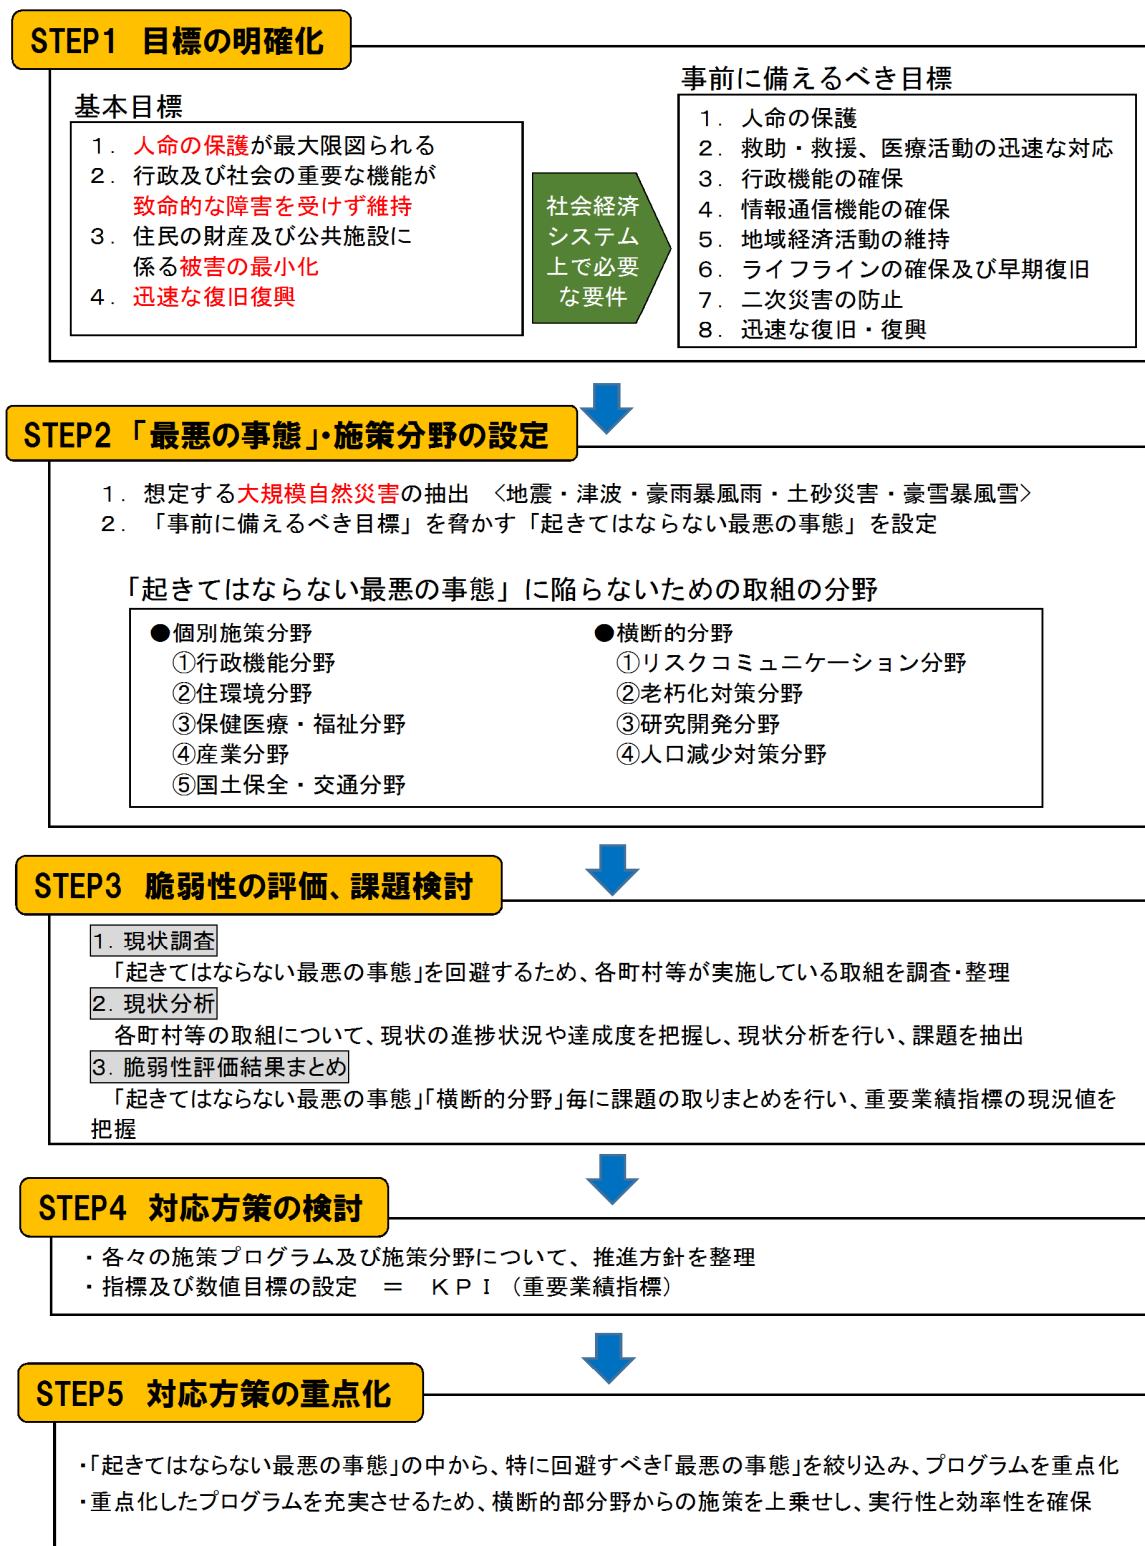 STEP1 目標の明確化
基本目標
1. 人命の保護が最大限図られる
2. 行政及び社会の重要な機能が
致命的な障害を受けず維持
3. 住民の財産及び公共施設に
係る被害の最小化
4. 迅速な復旧復興
社会経済
システム
上で必要
な要件
事前に備えるべき目標
1. 人命の保護
2. 救助・救援、医療活動の迅速な対応
3. 行政機能の確保
4. 情報通信機能の確保
5. 地域経済活動の維持
6. ライフラインの確保及び早期復旧
7. 二次災害の防止
8. 迅速な復旧・復興
STEP2 「最悪の事態」・施策分野の設定
1. 想定する大規模自然災害の抽出 <地震・津波・豪雨暴風雨・土砂災害・豪雪暴風雪>
2. 「事前に備えるべき目標」を脅かす「起きてはならない最悪の事態」を設定
「起きてはならない最悪の事態」に陥らないための取組の分野
●個別施策分野
①行政機能分野
②住環境分野
③保健医療・福祉分野
④産業分野
⑤国土保全・交通分野
●横断的分野
①リスクコミュニケーション分野
②老朽化対策分野
③研究開発分野
④人口減少対策分野
STEP3 脆弱性の評価、課題検討
1. 現状調査
「起きてはならない最悪の事態」を回避するため、各町村等が実施している取組を調査・整理
2. 現状分析
各町村等の取組について、現状の進捗状況や達成度を把握し、現状分析を行い、課題を抽出
3. 脆弱性評価結果まとめ
「起きてはならない最悪の事態」「横断的分野」毎に課題の取りまとめを行い、重要業績指標の現況値を
把握
STEP4 対応方策の検討
・各々の施策プログラム及び施策分野について、推進方針を整理
・指標及び数値目標の設定 = KPI(重要業績指標)
STEP5 対応方策の重点化
・「起きてはならない最悪の事態」の中から、特に回避すべき「最悪の事態」を絞り込み、プログラムを重点化
・重点化したプログラムを充実させるため、横断的部分野からの施策を上乗せし、実行性と効率性を確保